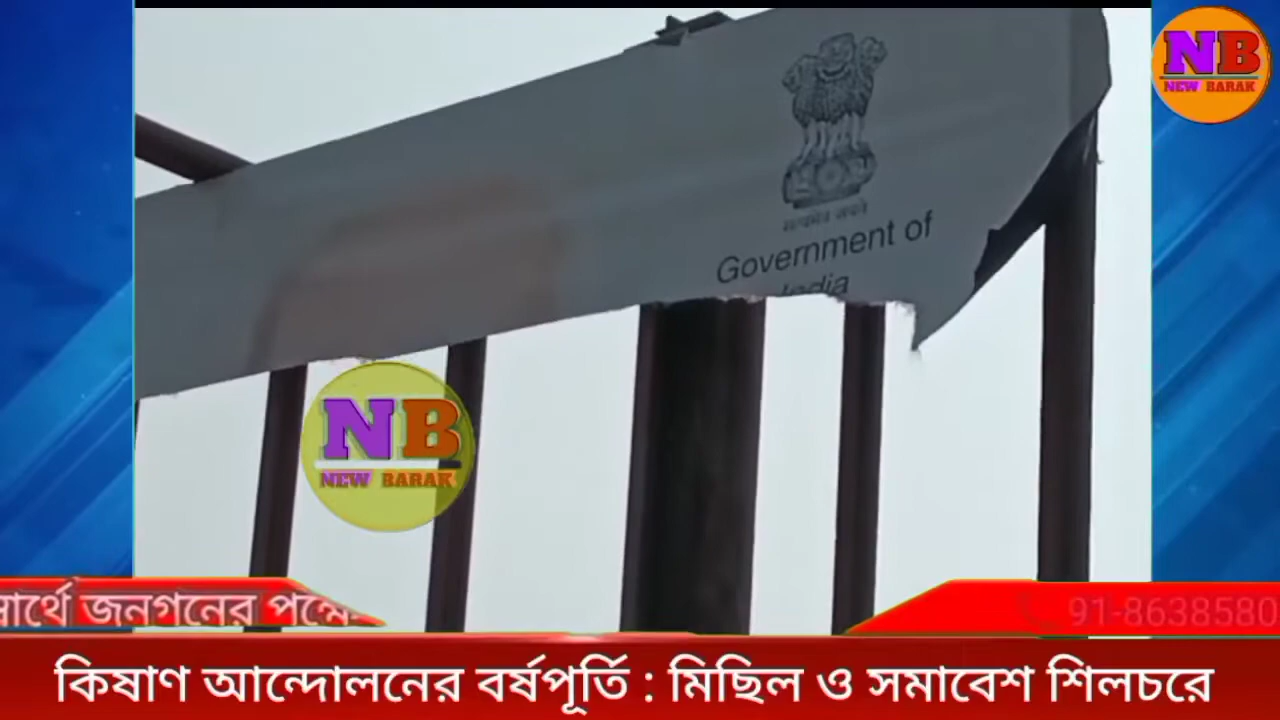 NB
NEW BARAK
सत्यमेव जयते
Government of
India
NB
NEW BARAK
স্বার্থে জনগনের পক্ষে
91-8638580
কিষাণ আন্দোলনের বর্ষপূর্তি : মিছিল ও সমাবেশ শিলচরে